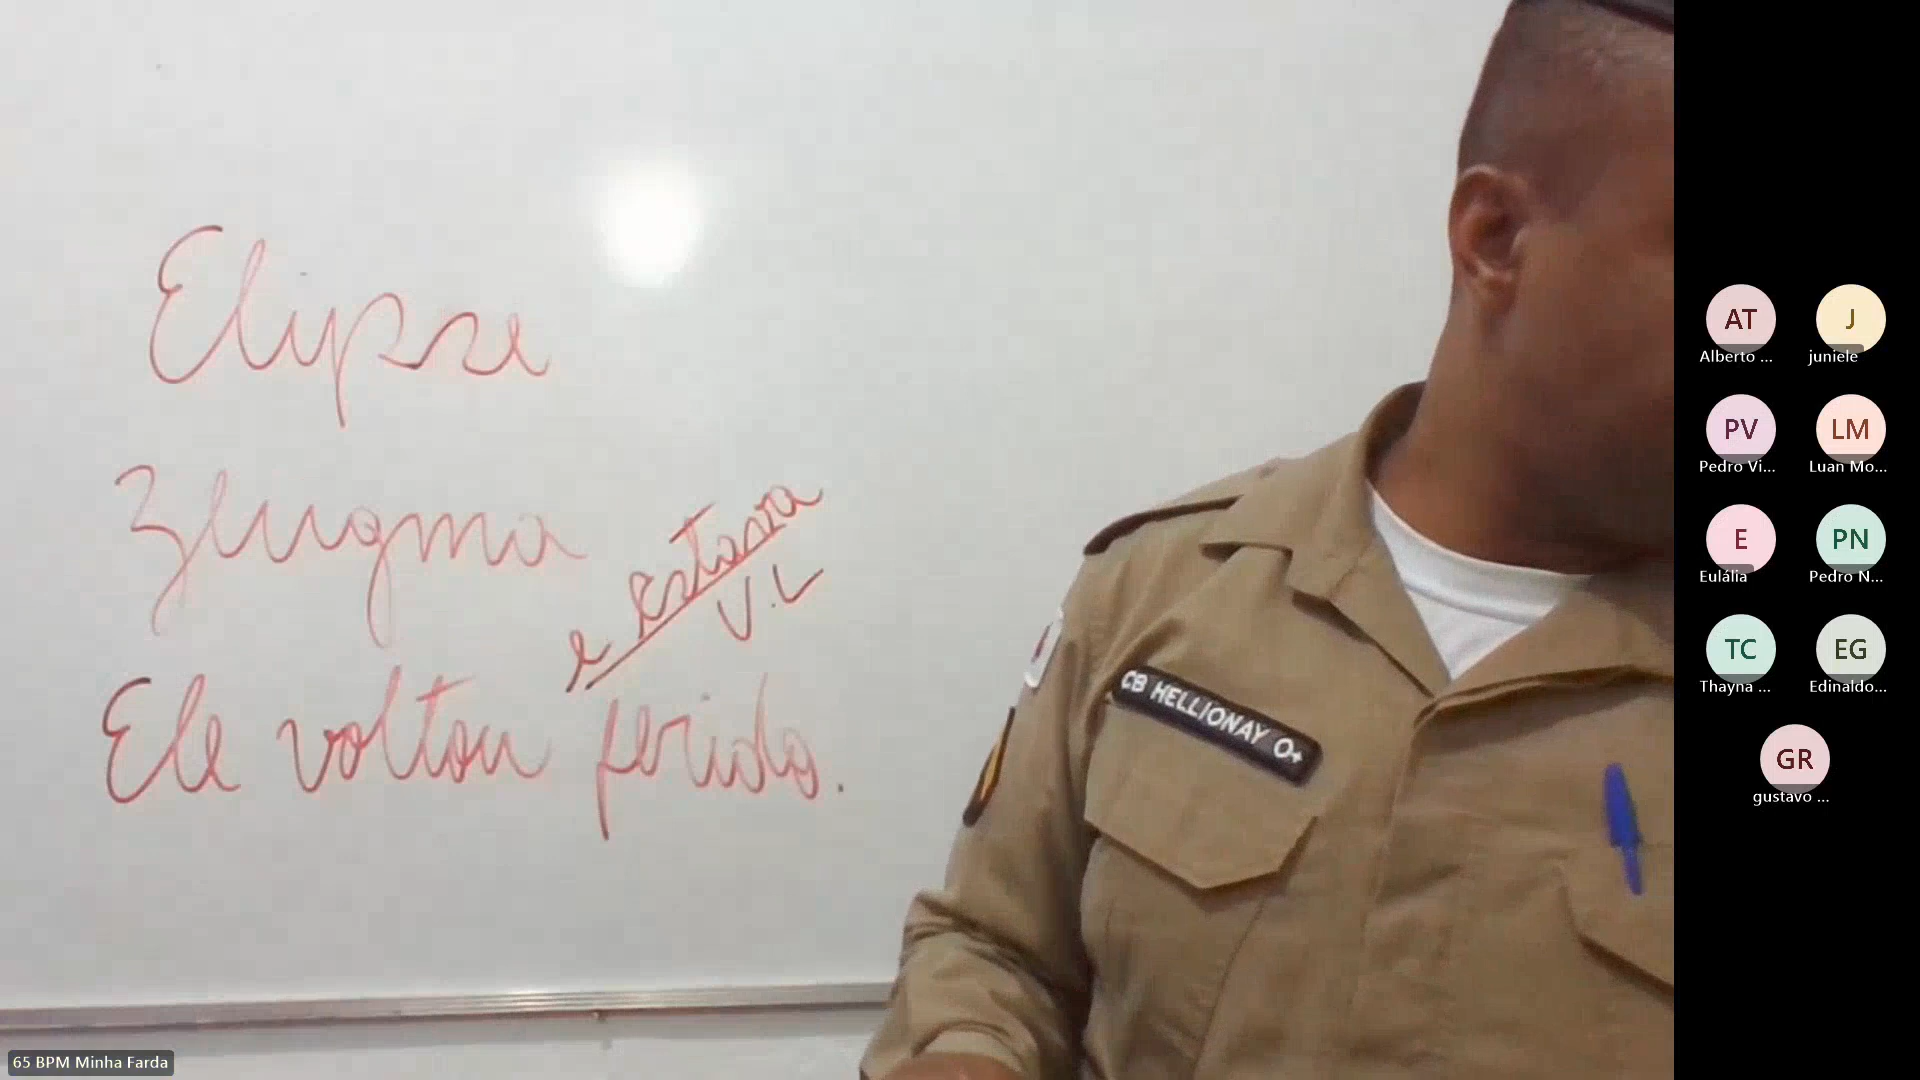 Elipse
Zeugma
e estava
V.L
Ele voltou ferido.
CB HELLIONAY O+
AT
Alberto ...
J
juniele
PV
Pedro Vi...
LM
Luan Mo...
E
Eulália
PN
Pedro N...
TC
Thayna ...
EG
Edinaldo...
GR
gustavo ...
65 BPM Minha Farda